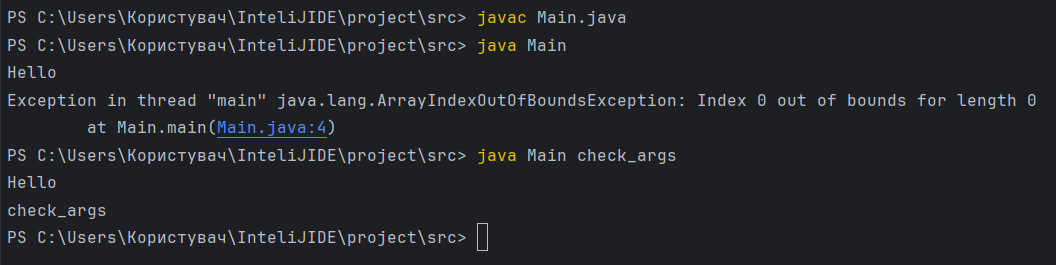 PS C:\Users\Користувач\InteliJIDE\project\src> javac Main.java
PS C:\Users\Користувач\InteliJIDE\project\src> java Main
Hello
Exception in thread "main" java.lang.ArrayIndexOutOfBoundsException: Index 0 out of bounds for length 0
        at Main.main(Main.java:4)
PS C:\Users\Користувач\InteliJIDE\project\src> java Main check_args
Hello
check_args
PS C:\Users\Користувач\InteliJIDE\project\src>